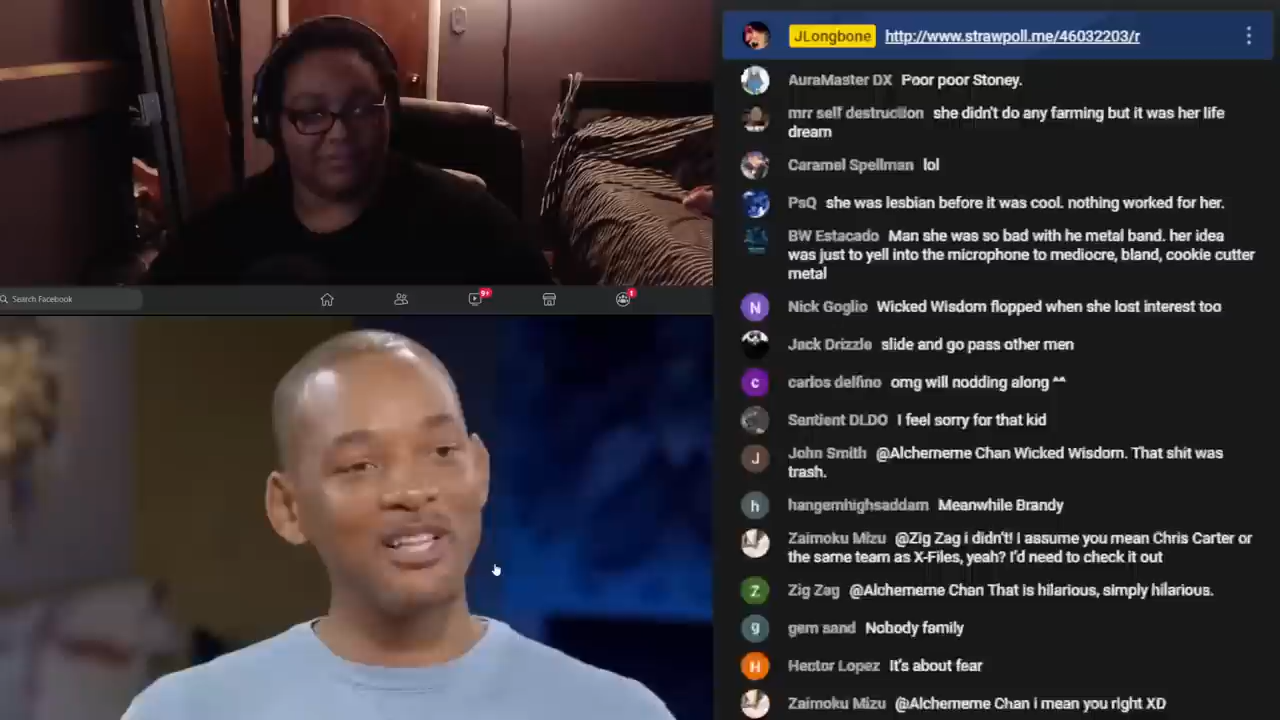 Search Facebook
9+
1
JLongbone http://www.strawpoll.me/46032203/r
AuraMaster DX Poor poor Stoney.
mrr self destruction she didn't do any farming but it was her life
dream
Caramel Spellman lol
PsQ she was lesbian before it was cool. nothing worked for her.
BW Estacado Man she was so bad with he metal band. her idea
was just to yell into the microphone to mediocre, bland, cookie cutter
metal
N
Nick Goglio Wicked Wisdom flopped when she lost interest too
Jack Drizzle slide and go pass other men
c
carlos delfino omg will nodding along ^^
Sentient DLDO I feel sorry for that kid
J
John Smith @Alchememe Chan Wicked Wisdom. That shit was
trash.
h
hangemhighsaddam Meanwhile Brandy
Zaimoku Mizu @Zig Zag i didn't! I assume you mean Chris Carter or
the same team as X-Files, yeah? I'd need to check it out
Z
Zig Zag @Alchememe Chan That is hilarious, simply hilarious.
g
gem sand Nobody family
H
Hector Lopez It's about fear
Zaimoku Mizu @Alchememe Chan i mean you right XD